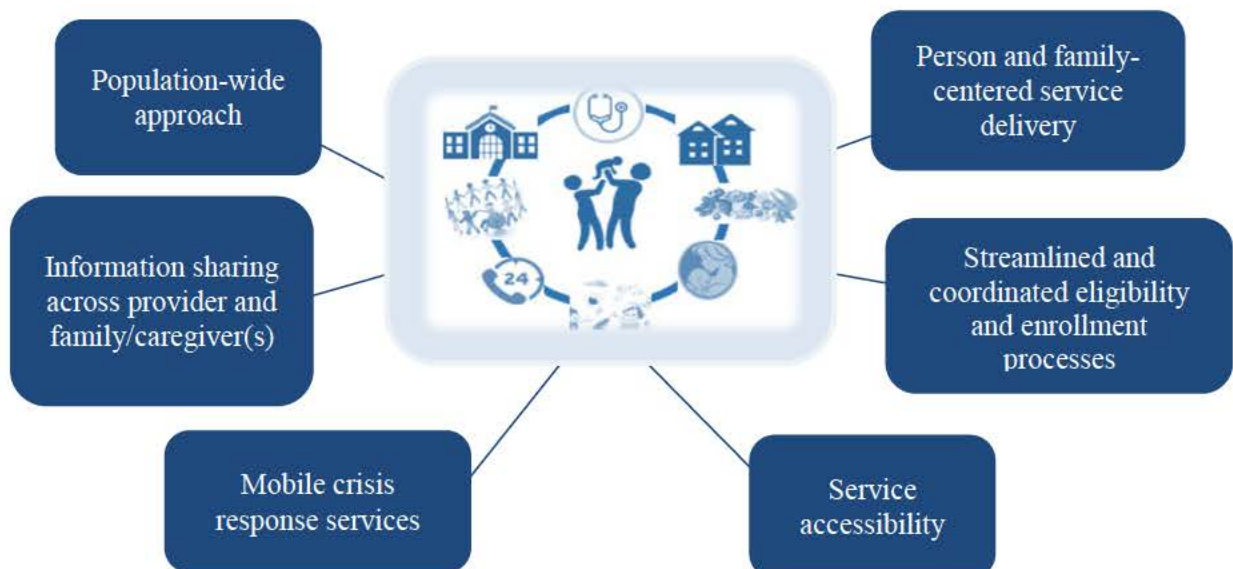 Population-wide
approach
Person and family-
centered service
delivery
Information sharing
across provider and
family/caregiver(s)
24
Streamlined and
coordinated eligibility
and enrollment
processes
Mobile crisis
response services
Service
accessibility